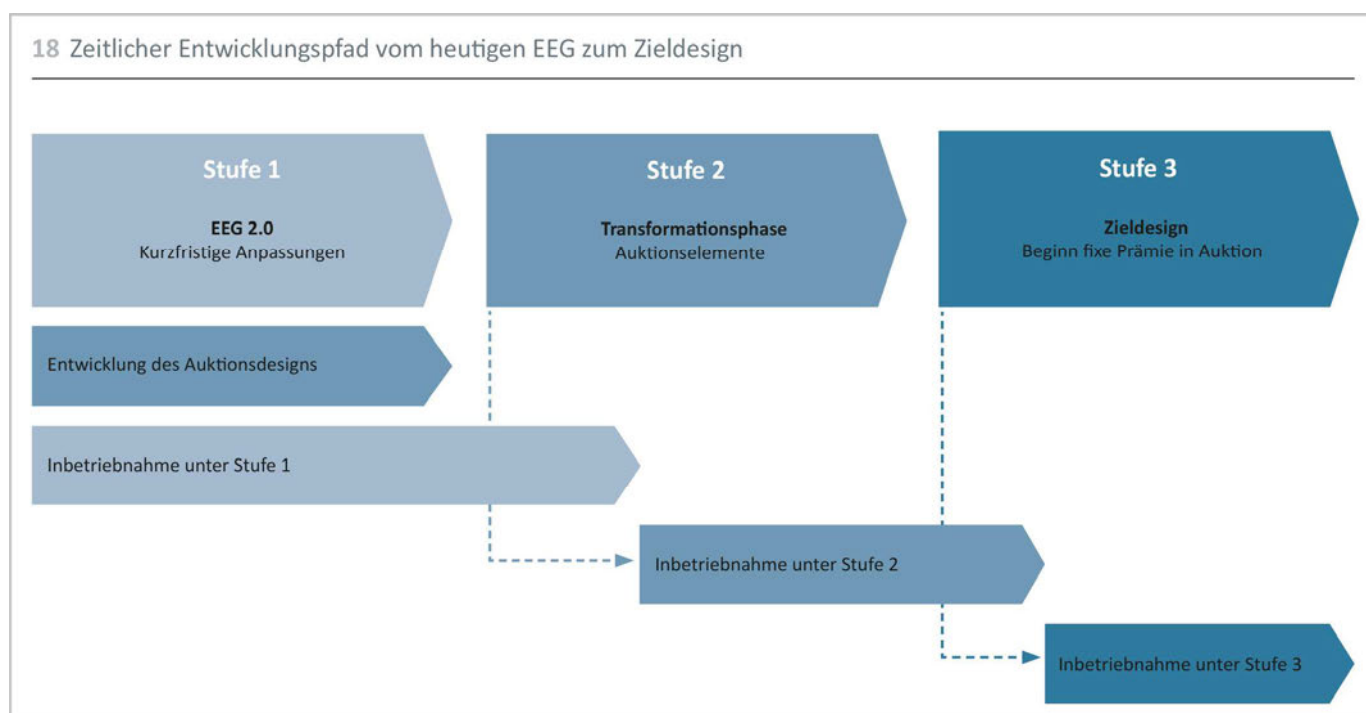 18 Zeitlicher Entwicklungspfad vom heutigen EEG zum Zieldesign
Stufe 1
EEG 2.0
Kurzfristige Anpassungen
Stufe 2
Transformationsphase
Auktionselemente
Stufe 3
Zieldesign
Beginn fixe Prämie in Auktion
Entwicklung des Auktionsdesigns
Inbetriebnahme unter Stufe 1
Inbetriebnahme unter Stufe 2
Inbetriebnahme unter Stufe 3